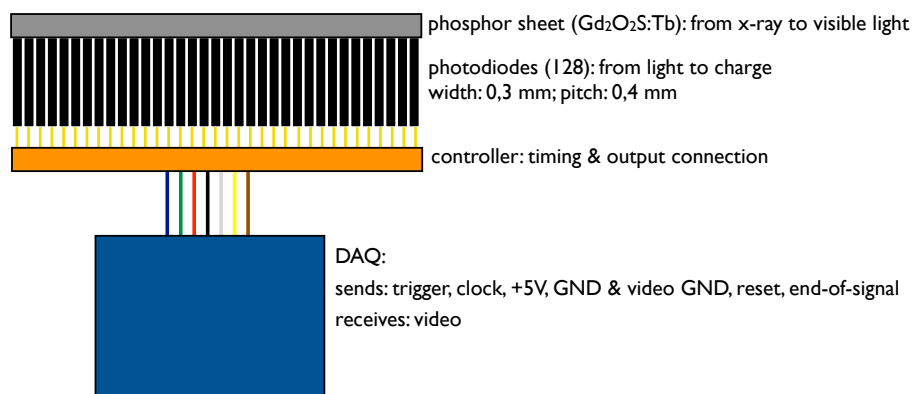 phosphor sheet (Gd₂O₂S:Tb): from x-ray to visible light
photodiodes (128): from light to charge
width: 0,3 mm; pitch: 0,4 mm
controller: timing & output connection
DAQ:
sends: trigger, clock, +5V, GND & video GND, reset, end-of-signal
receives: video